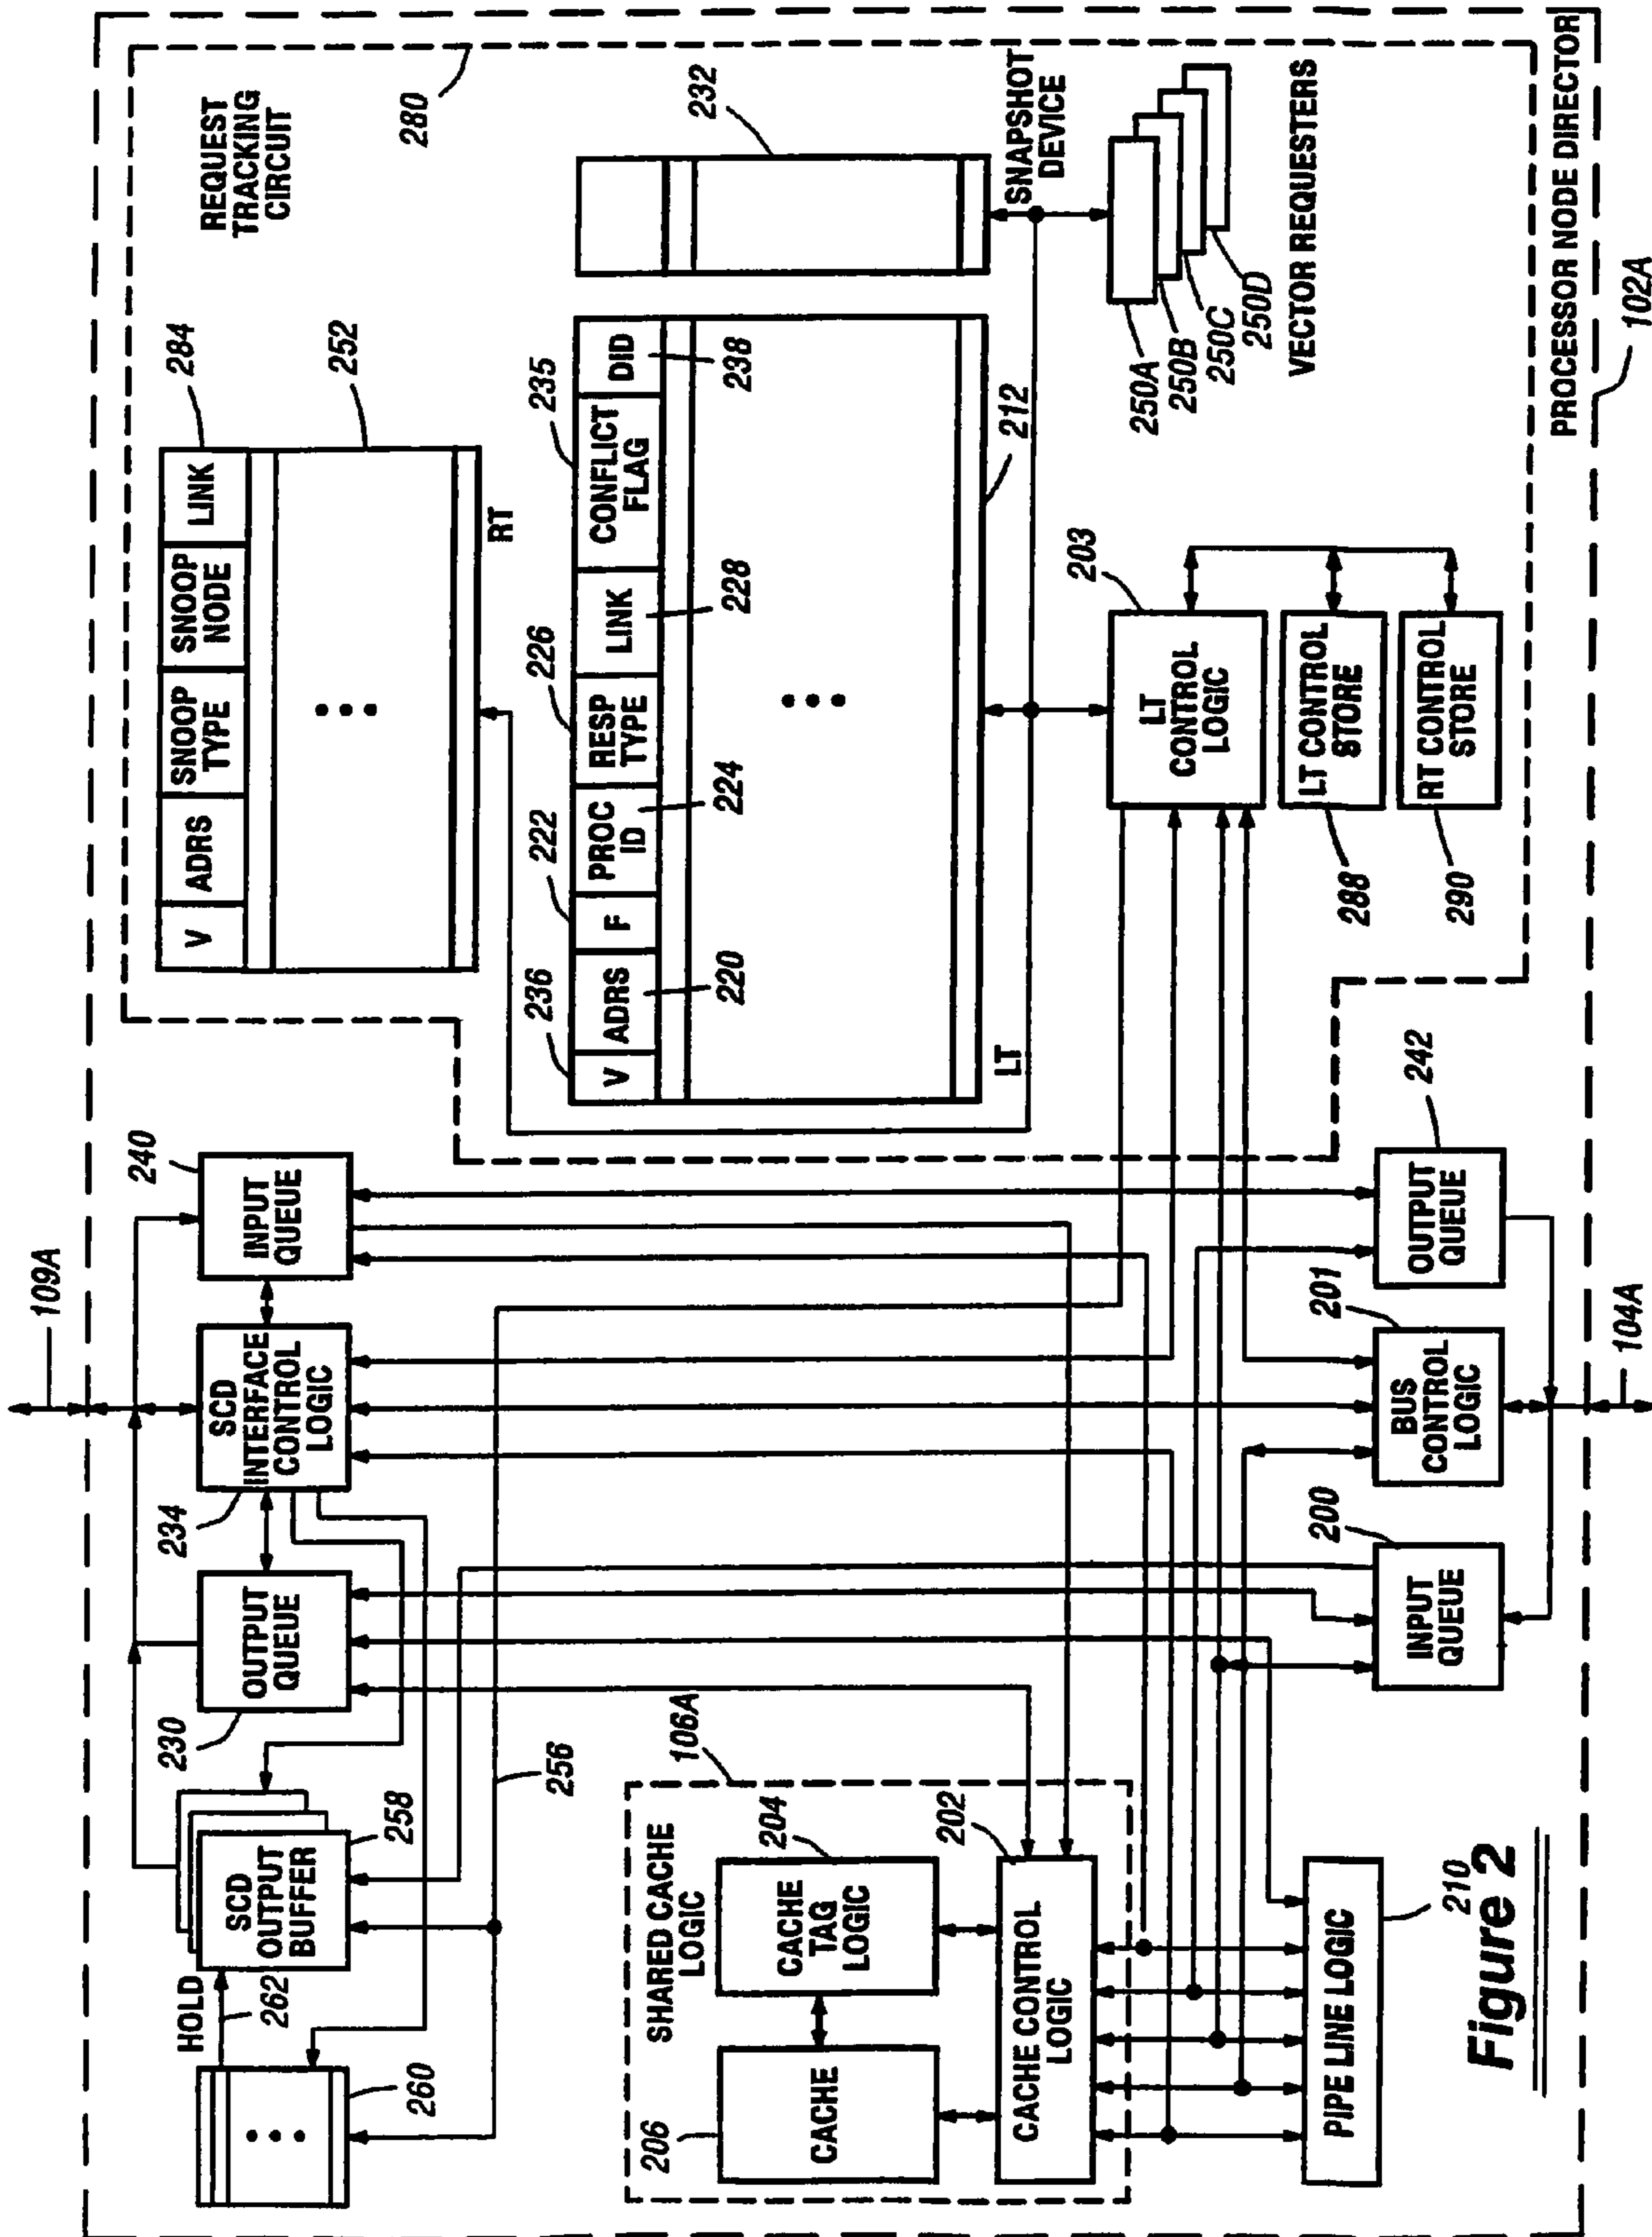 109A
HOLD
262
260
SCD
OUTPUT
BUFFER
258
230
OUTPUT
QUEUE
234
SCD
INTERFACE
CONTROL
LOGIC
240
INPUT
QUEUE
256
REQUEST
TRACKING
CIRCUIT
280
V
ADRS
SNOOP
TYPE
SNOOP
NODE
LINK
284
252
RT
236
222
226
235
V
ADRS
F
PROC
ID
RESP
TYPE
LINK
CONFLICT
FLAG
DID
220
224
228
238
232
LT
212
SNAPSHOT
DEVICE
SHARED CACHE
LOGIC
106A
206
CACHE
204
CACHE
TAG
LOGIC
202
CACHE CONTROL
LOGIC
203
LT
CONTROL
LOGIC
LT CONTROL
STORE
288
RT CONTROL
STORE
290
250A
250B
250C
250D
VECTOR REQUESTERS
PIPE LINE LOGIC
210
200
INPUT
QUEUE
201
BUS
CONTROL
LOGIC
242
OUTPUT
QUEUE
PROCESSOR NODE DIRECTOR
102A
104A
Figure 2